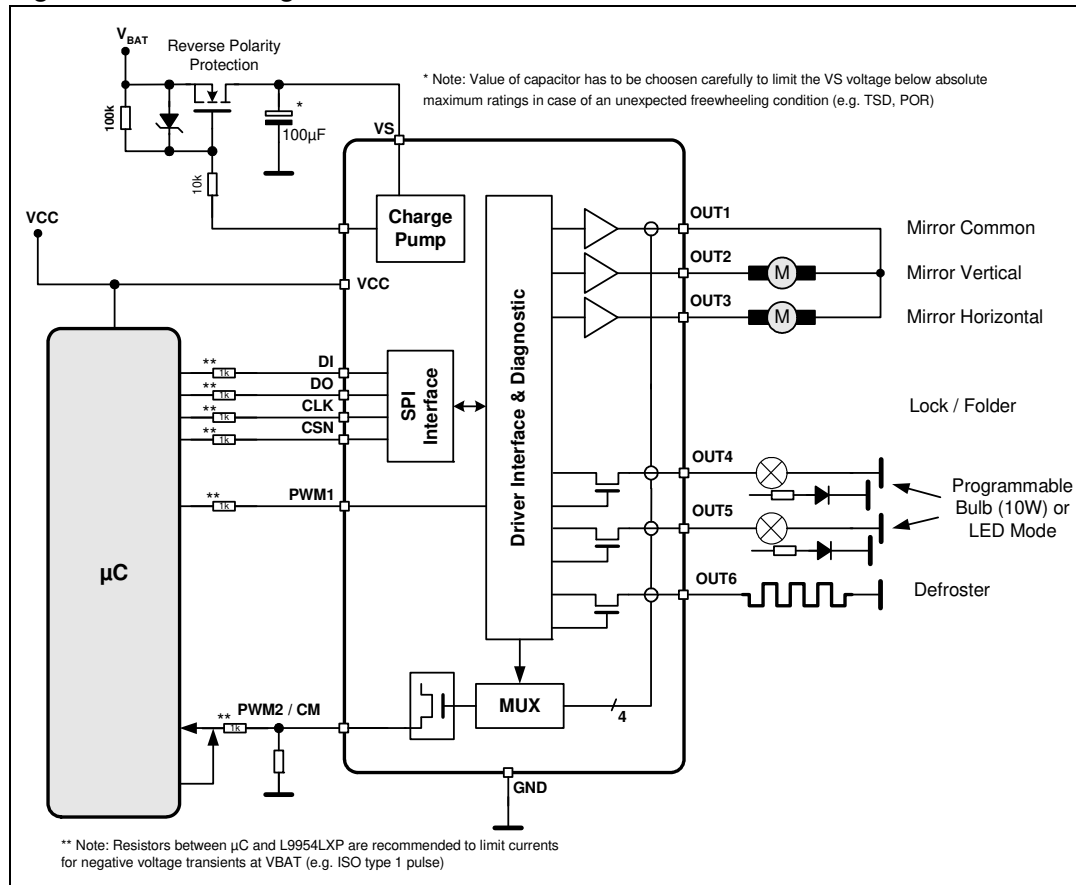 V_BAT
Reverse Polarity
Protection
* Note: Value of capacitor has to be choosen carefully to limit the VS voltage below absolute
maximum ratings in case of an unexpected freewheeling condition (e.g. TSD, POR)
100k
*
100µF
VS
10k
Charge
Pump
VCC
VCC
OUT1
Mirror Common
OUT2
M
Mirror Vertical
OUT3
M
Mirror Horizontal
Driver Interface & Diagnostic
** 1k DI
** 1k DO
** 1k CLK
** 1k CSN
SPI
Interface
Lock / Folder
OUT4
** 1k PWM1
Programmable
Bulb (10W) or
LED Mode
OUT5
µC
OUT6
Defroster
** 1k PWM2 / CM
MUX
4
GND
** Note: Resistors between µC and L9954LXP are recommended to limit currents
for negative voltage transients at VBAT (e.g. ISO type 1 pulse)